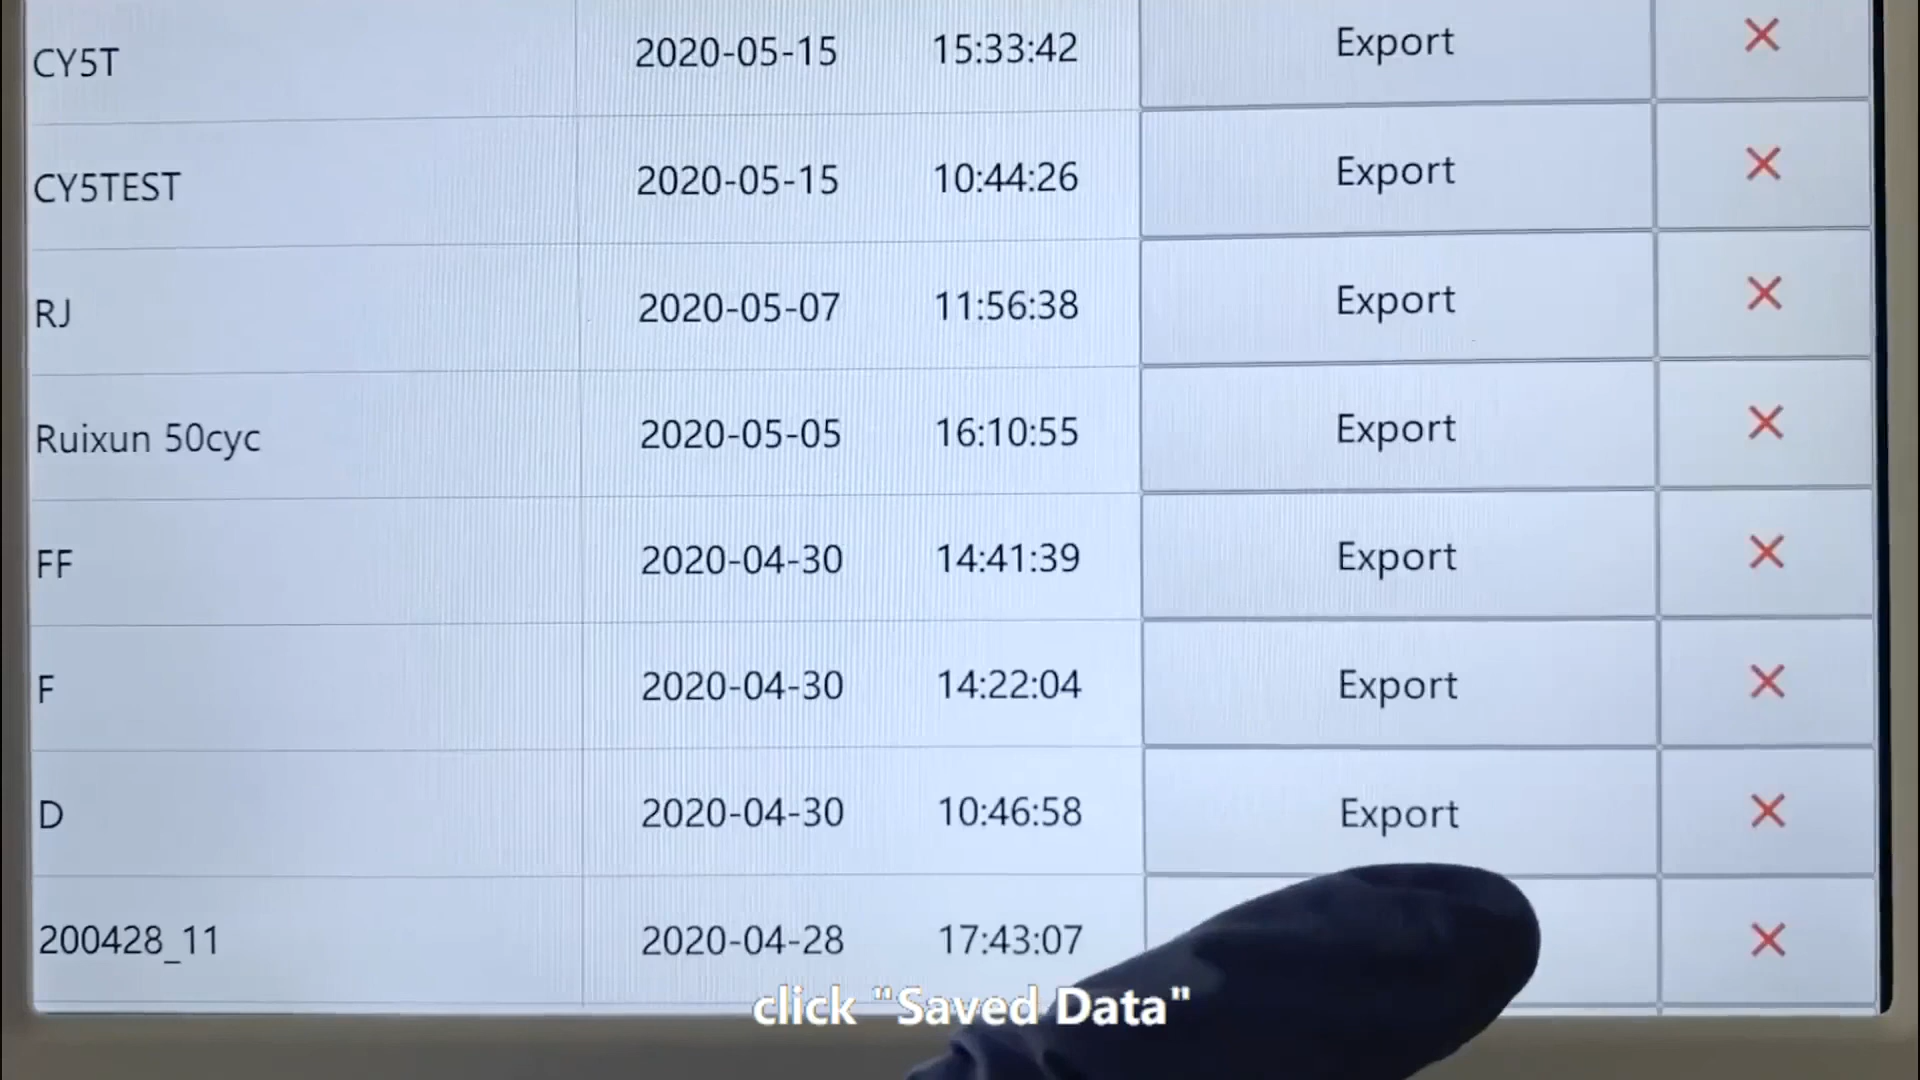 CY5T 2020-05-15 15:33:42 Export
CY5TEST 2020-05-15 10:44:26 Export
RJ 2020-05-07 11:56:38 Export
Ruixun 50cyc 2020-05-05 16:10:55 Export
FF 2020-04-30 14:41:39 Export
F 2020-04-30 14:22:04 Export
D 2020-04-30 10:46:58 Export
200428_11 2020-04-28 17:43:07
click "Saved Data"